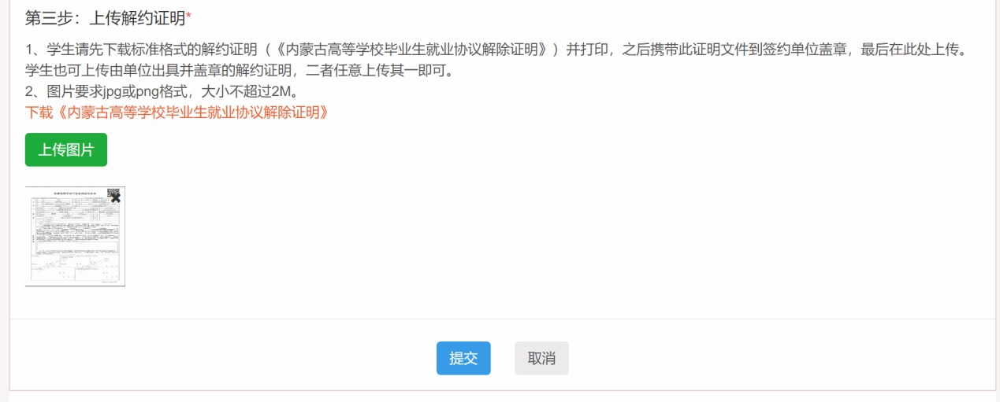 第三步：上传解约证明*
1、学生请先下载标准格式的解约证明（《内蒙古高等学校毕业生就业协议解除证明》）并打印，之后携带此证明文件到签约单位盖章，最后在此处上传。
学生也可上传由单位出具并盖章的解约证明，二者任意上传其一即可。
2、图片要求jpg或png格式，大小不超过2M。
下载《内蒙古高等学校毕业生就业协议解除证明》
上传图片
提交
取消